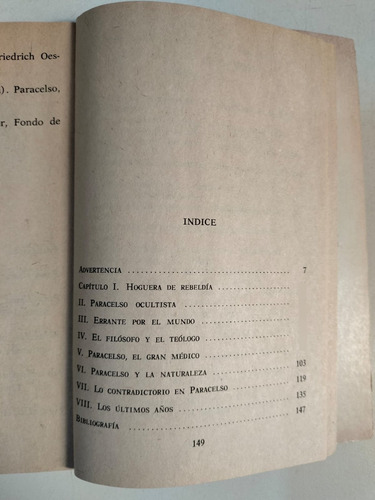 riedrich Oes-
). Paracelso,
r, Fondo de
INDICE
Advertencia 7
Capítulo I. Hoguera de rebeldía
II. Paracelso ocultista
III. Errante por el mundo
IV. El filósofo y el teólogo
V. Paracelso, el gran médico
VI. Paracelso y la naturaleza 103
VII. Lo contradictorio en Paracelso 119
VIII. Los últimos años 135
Bibliografía 147
149